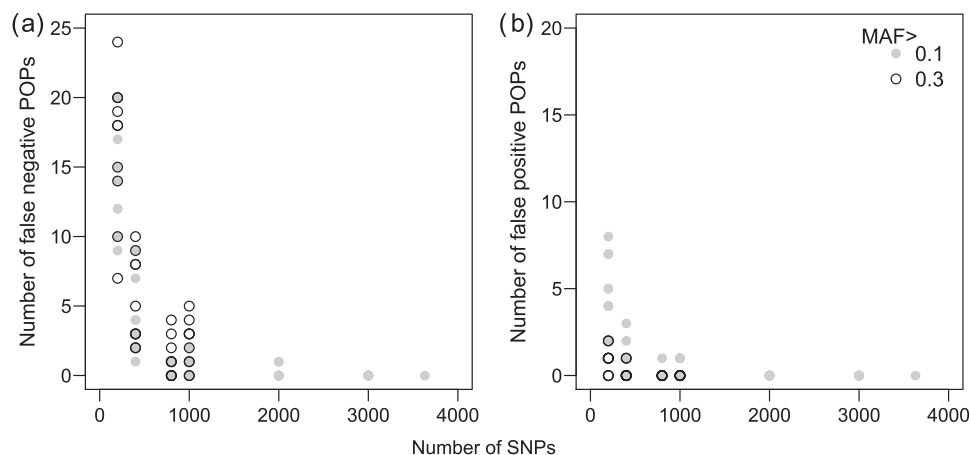 (a)
Number of false negative POPs
25
20
15
10
5
0
0 1000 2000 3000 4000
(b)
Number of false positive POPs
20
15
10
5
0
0 1000 2000 3000 4000
MAF>
0.1
0.3
Number of SNPs